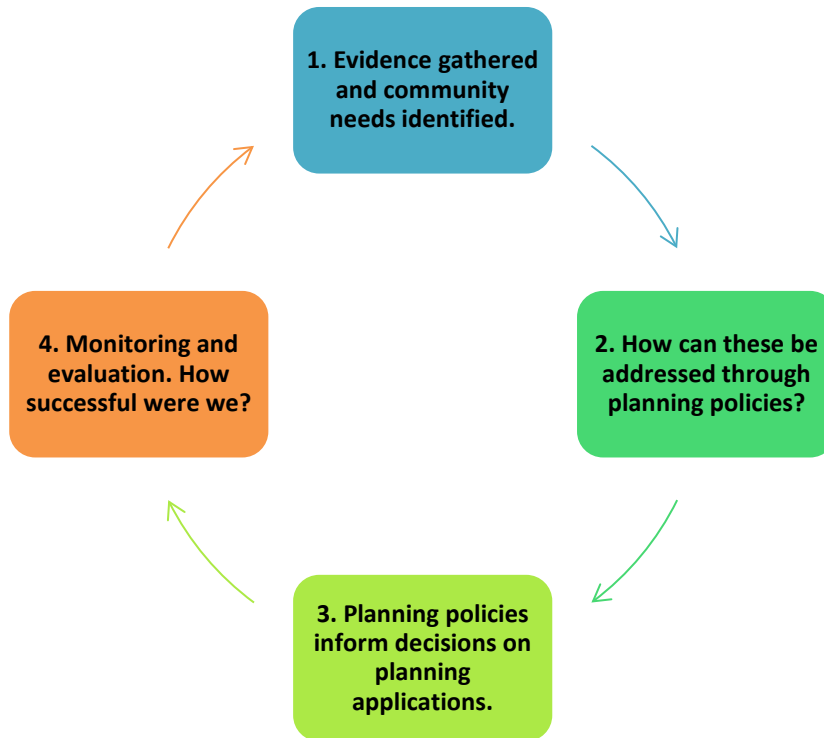 1. Evidence gathered
and community
needs identified.
2. How can these be
addressed through
planning policies?
3. Planning policies
inform decisions on
planning
applications.
4. Monitoring and
evaluation. How
successful were we?